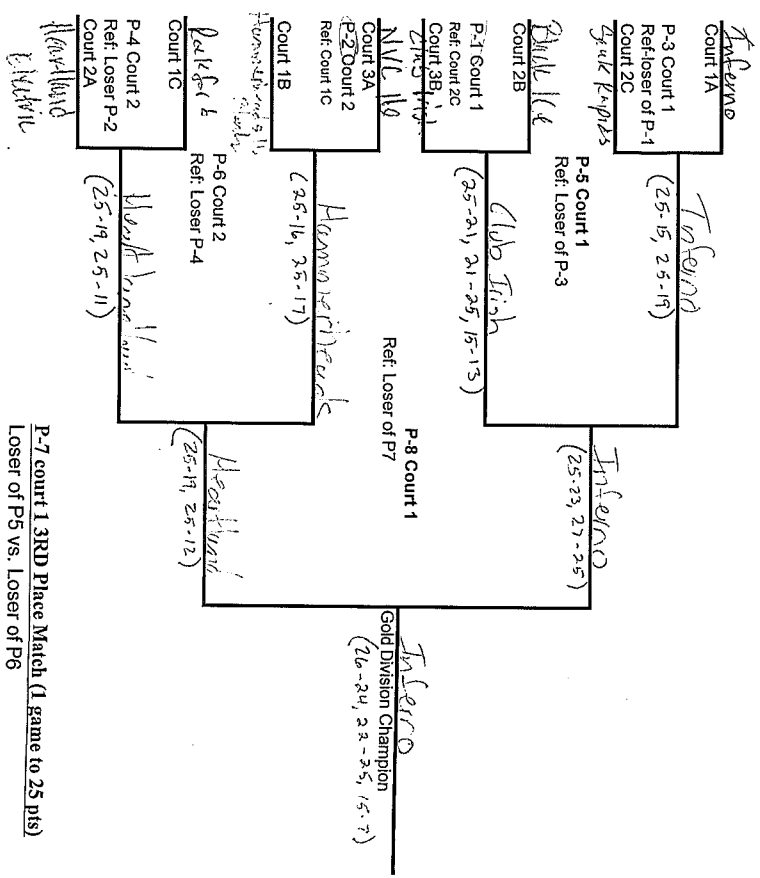 Inferno
Court 1A
P-3 Court 1
Ref-loser of P-1
Court 2C
Sauk Rapids
Inferno
(25-15, 25-19)
P-5 Court 1
Ref: Loser of P-3
Court 2B
P-1 Court 1
Ref: Court 2C
Court 3B
Club Irish
Club Irish
(25-21, 21-25, 15-13)
Inferno
(25-23, 27-25)
P-8 Court 1
Ref: Loser of P7
Inferno
Gold Division Champion
(26-24, 22-25, 15-7)
Court 3A
P-2 Court 2
Ref: Court 1C
Court 1B
Hammerheads
(25-16, 25-17)
P-6 Court 2
Ref: Loser P-4
Heartland
(25-19, 25-12)
Rockford
Court 1C
P-4 Court 2
Ref: Loser P-2
Court 2A
Heartland
Electric
(25-19, 25-11)
P-7 court 1 3RD Place Match (1 game to 25 pts)
Loser of P5 vs. Loser of P6